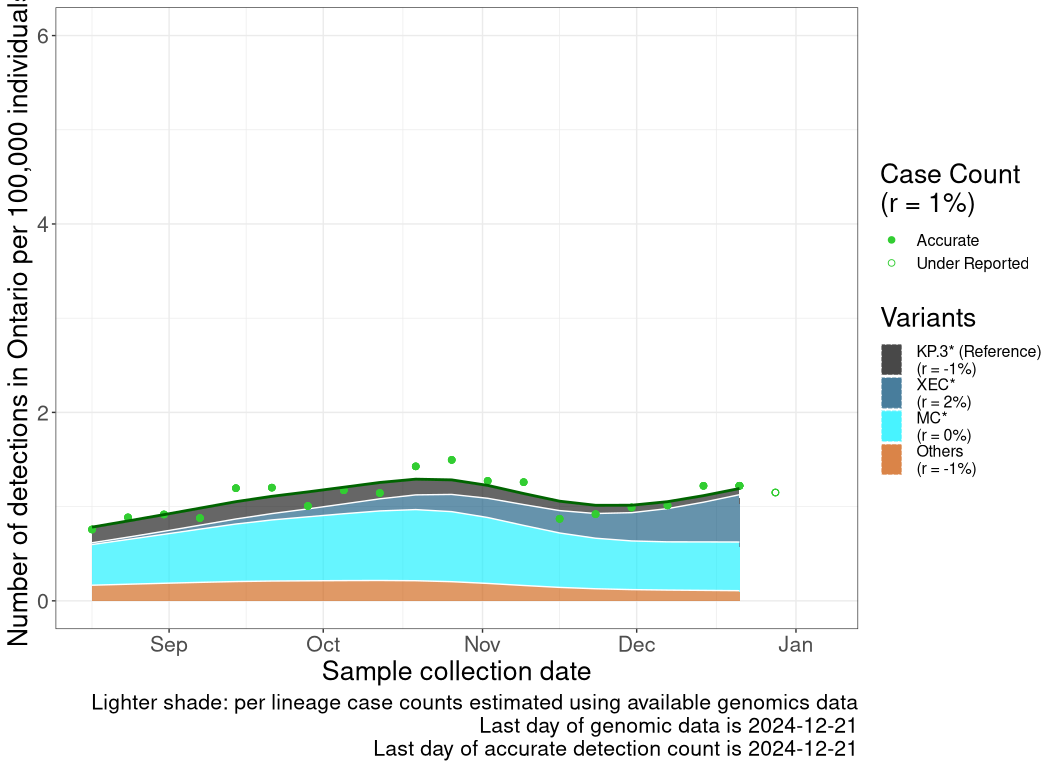 Number of detections in Ontario per 100,000 individuals
6
4
2
0
Sep Oct Nov Dec Jan
Sample collection date
Lighter shade: per lineage case counts estimated using available genomics data
Last day of genomic data is 2024-12-21
Last day of accurate detection count is 2024-12-21
Case Count
(r = 1%)
Accurate
Under Reported
Variants
KP.3* (Reference)
(r = -1%)
XEC*
(r = 2%)
MC*
(r = 0%)
Others
(r = -1%)